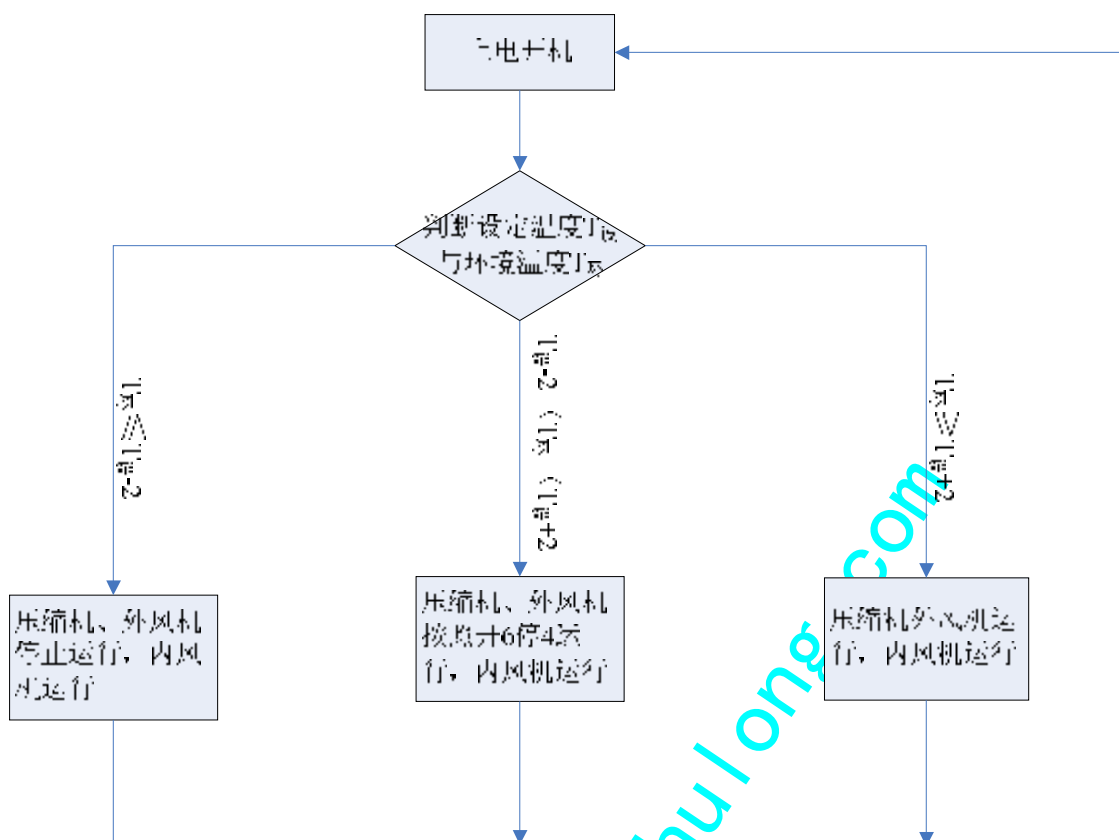 上电开机
判断设定温度T设
与环境温度T环
T环≤T设-2
T设-2〈T环〈T设+2
T环≥T设+2
压缩机、外风机
停止运行，内风
机运行
压缩机、外风机
按照开6停4运
行，内风机运行
压缩机外风机运
行，内风机运行
hulong.com